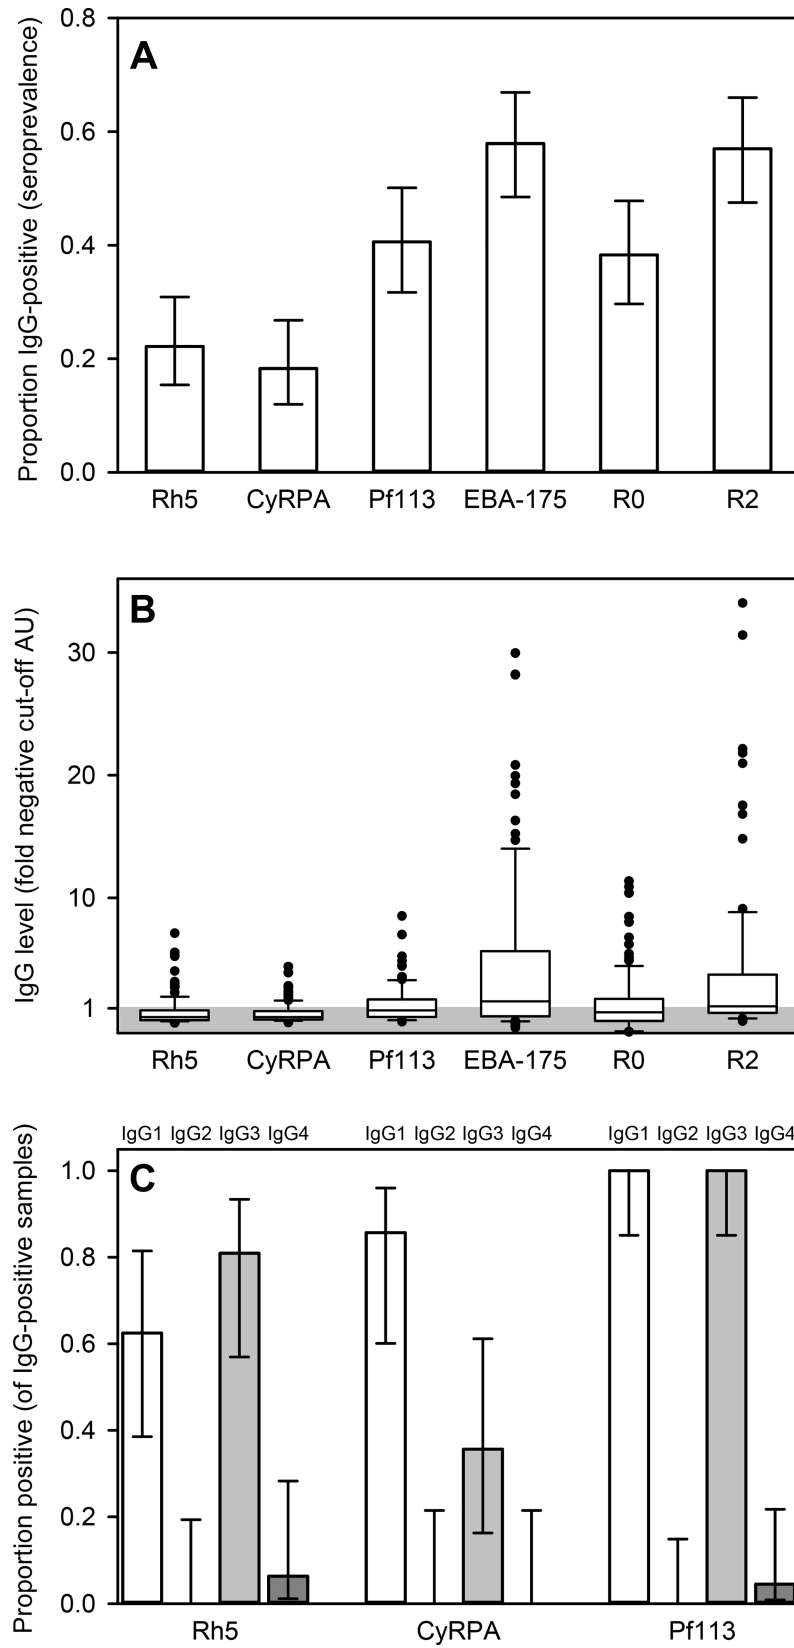 Proportion IgG-positive (seroprevalence)
A
0.8
0.6
0.4
0.2
0.0
Rh5 CyRPA Pf113 EBA-175 R0 R2
IgG level (fold negative cut-off AU)
B
30
20
10
1
Rh5 CyRPA Pf113 EBA-175 R0 R2
Proportion positive (of IgG-positive samples)
IgG1 IgG2 IgG3 IgG4 IgG1 IgG2 IgG3 IgG4 IgG1 IgG2 IgG3 IgG4
C
1.0
0.8
0.6
0.4
0.2
0.0
Rh5 CyRPA Pf113